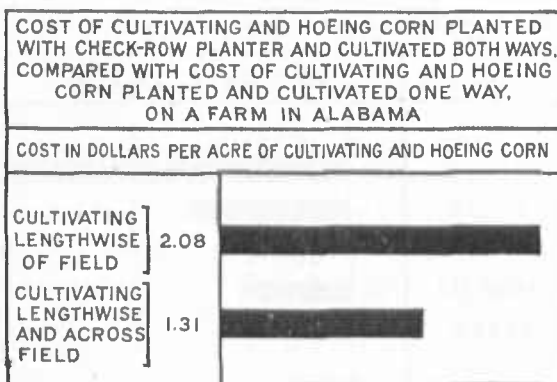 COST OF CULTIVATING AND HOEING CORN PLANTED
WITH CHECK-ROW PLANTER AND CULTIVATED BOTH WAYS,
COMPARED WITH COST OF CULTIVATING AND HOEING
CORN PLANTED AND CULTIVATED ONE WAY,
ON A FARM IN ALABAMA
COST IN DOLLARS PER ACRE OF CULTIVATING AND HOEING CORN
CULTIVATING
LENGTHWISE 2.08
OF FIELD
CULTIVATING
LENGTHWISE
AND ACROSS 1.31
FIELD